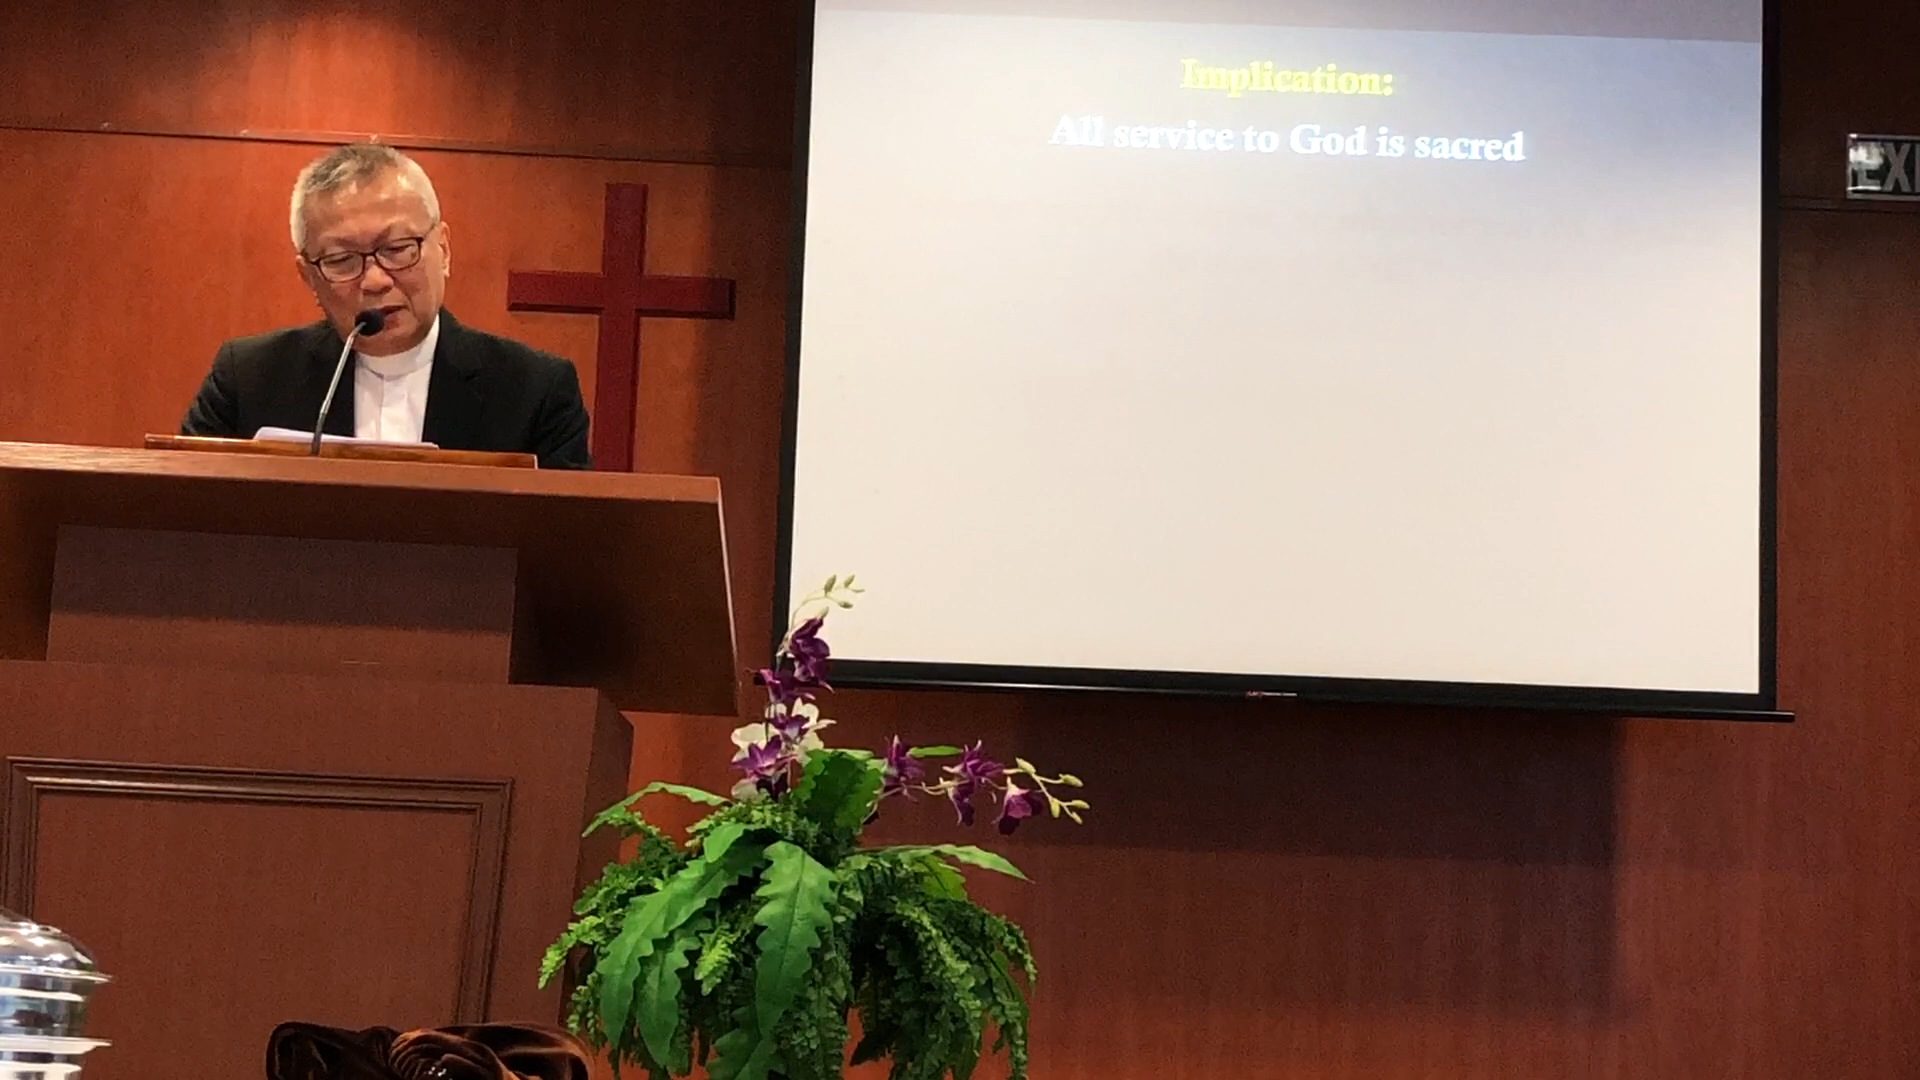 Implication:
All service to God is sacred